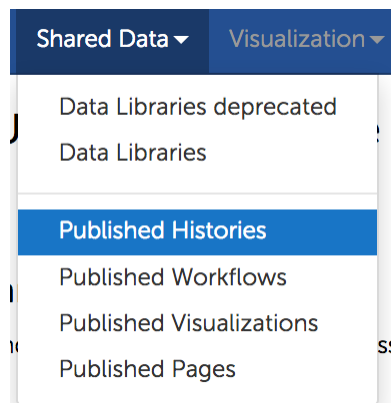 Shared Data Visualization
Data Libraries deprecated
Data Libraries
Published Histories
Published Workflows
Published Visualizations
Published Pages